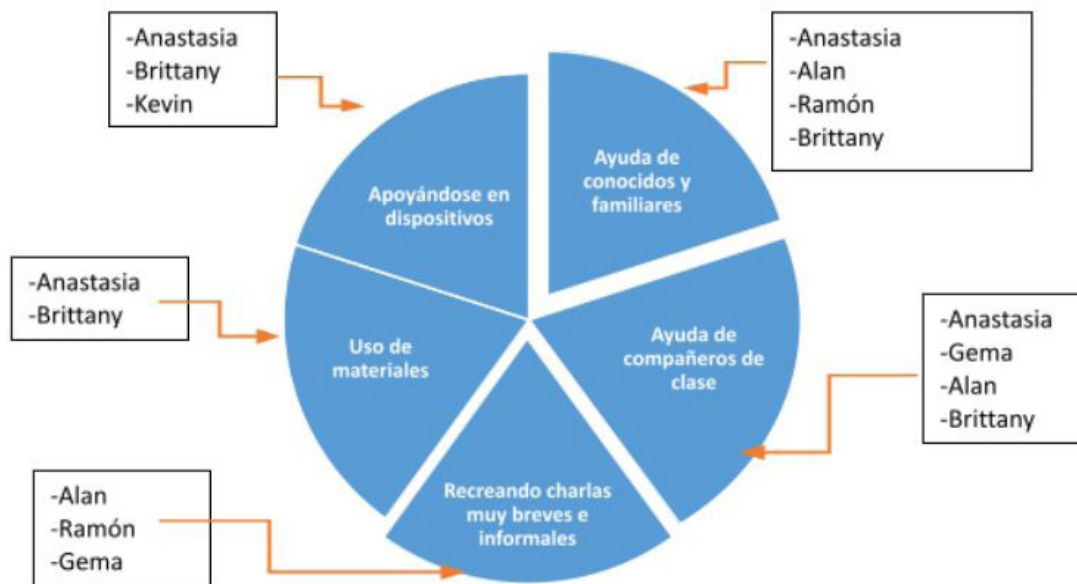 -Anastasia
-Brittany
-Kevin
-Anastasia
-Alan
-Ramón
-Brittany
Apoyándose en
dispositivos
Ayuda de
conocidos y
familiares
-Anastasia
-Brittany
Uso de
materiales
Ayuda de
compañeros de
clase
-Anastasia
-Gema
-Alan
-Brittany
-Alan
-Ramón
-Gema
Recreando charlas
muy breves e
informales